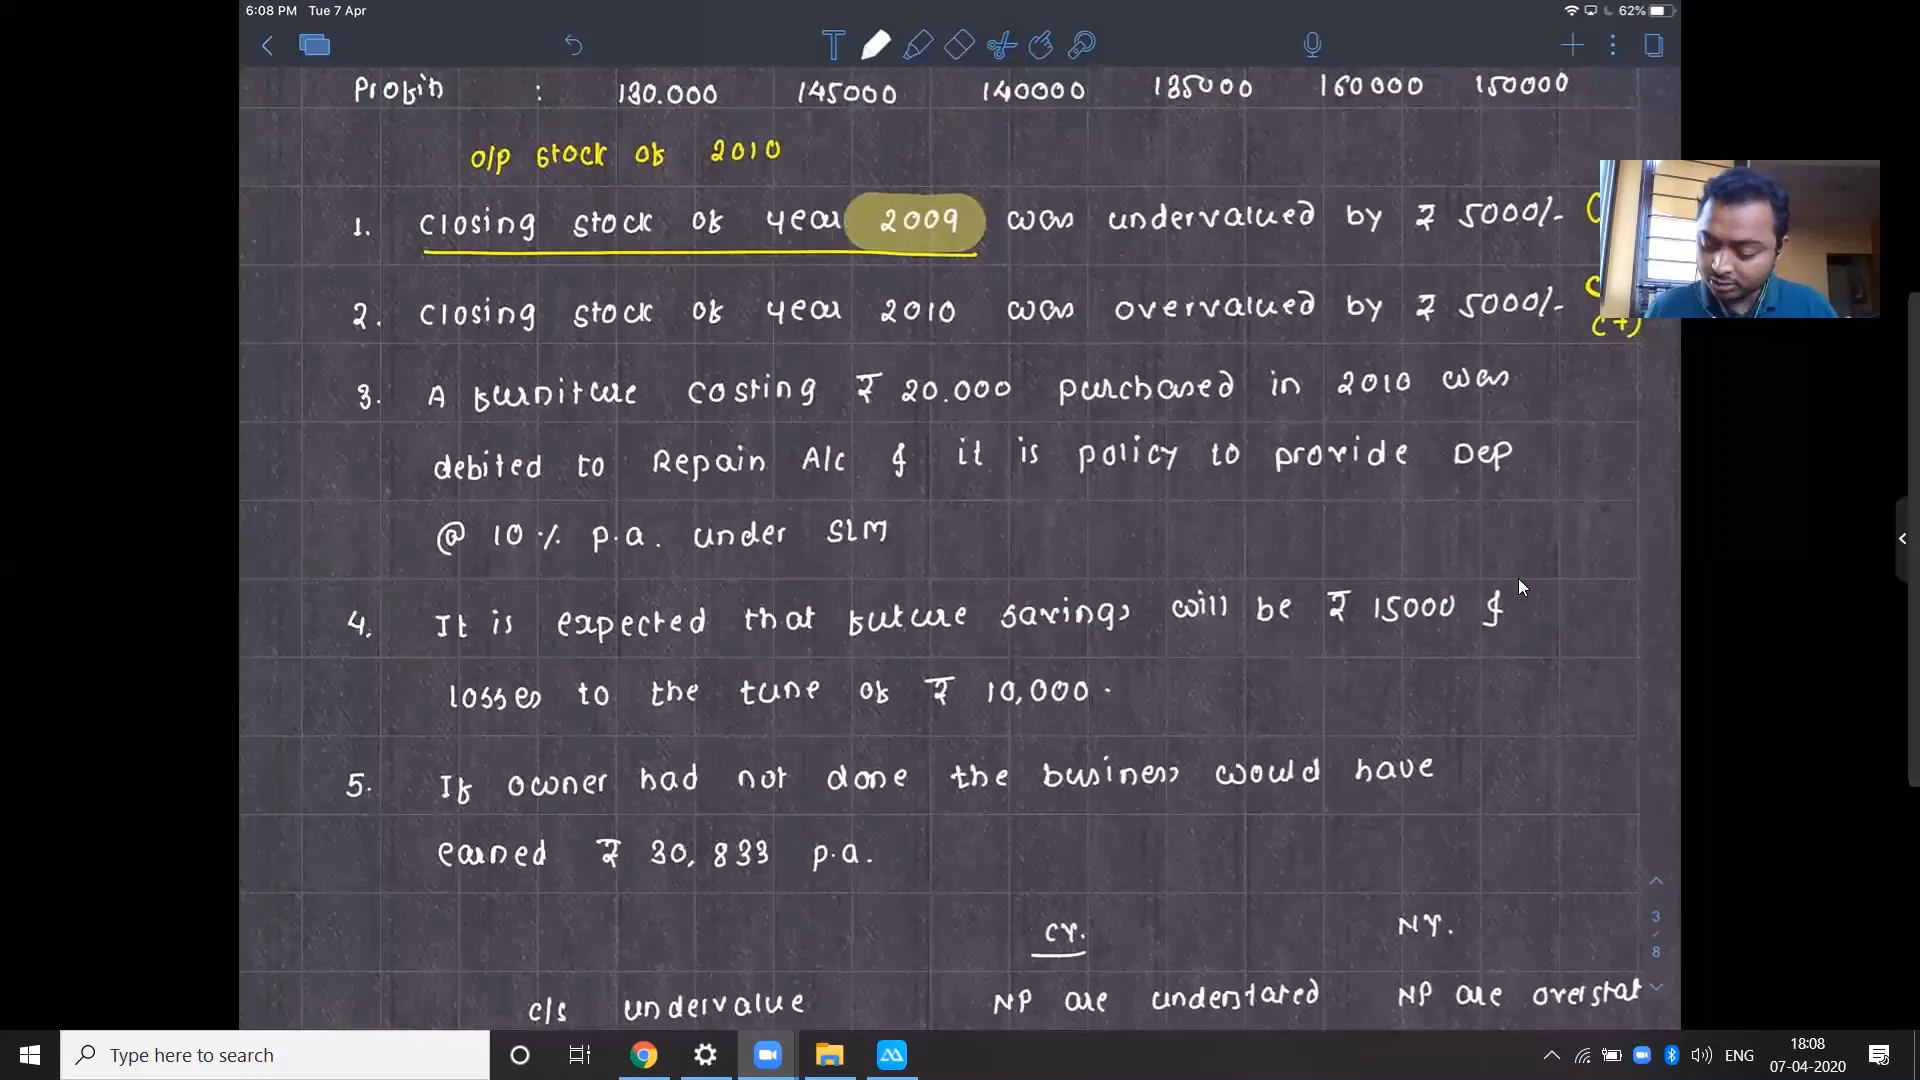 6:08 PM Tue 7 Apr
62%
Profit : 130.000 145000 140000 135000 160000 150000
o/p stock of 2010
1. closing stock of year 2009 was undervalued by ₹ 5000/-
2. closing stock of year 2010 was overvalued by ₹ 5000/-
(+)
3. A furniture costing ₹ 20.000 purchased in 2010 was
debited to Repair A/c & it is policy to provide Dep
@ 10% p.a. under SLM
4. It is expected that future savings will be ₹ 15000 &
losses to the tune of ₹ 10,000.
5. If owner had not done the business would have
earned ₹ 30,833 p.a.
CY. NY.
c/s undervalue NP are understated NP are overstat
3
8
Type here to search
ENG
18:08
07-04-2020